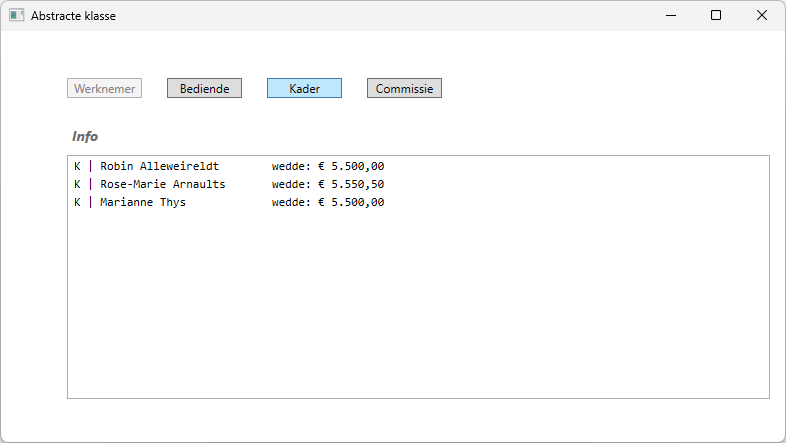 Abstracte klasse
Werknemer Bediende Kader Commissie
Info
K | Robin Alleweireldt wedde: € 5.500,00
K | Rose-Marie Arnaults wedde: € 5.550,50
K | Marianne Thys wedde: € 5.500,00